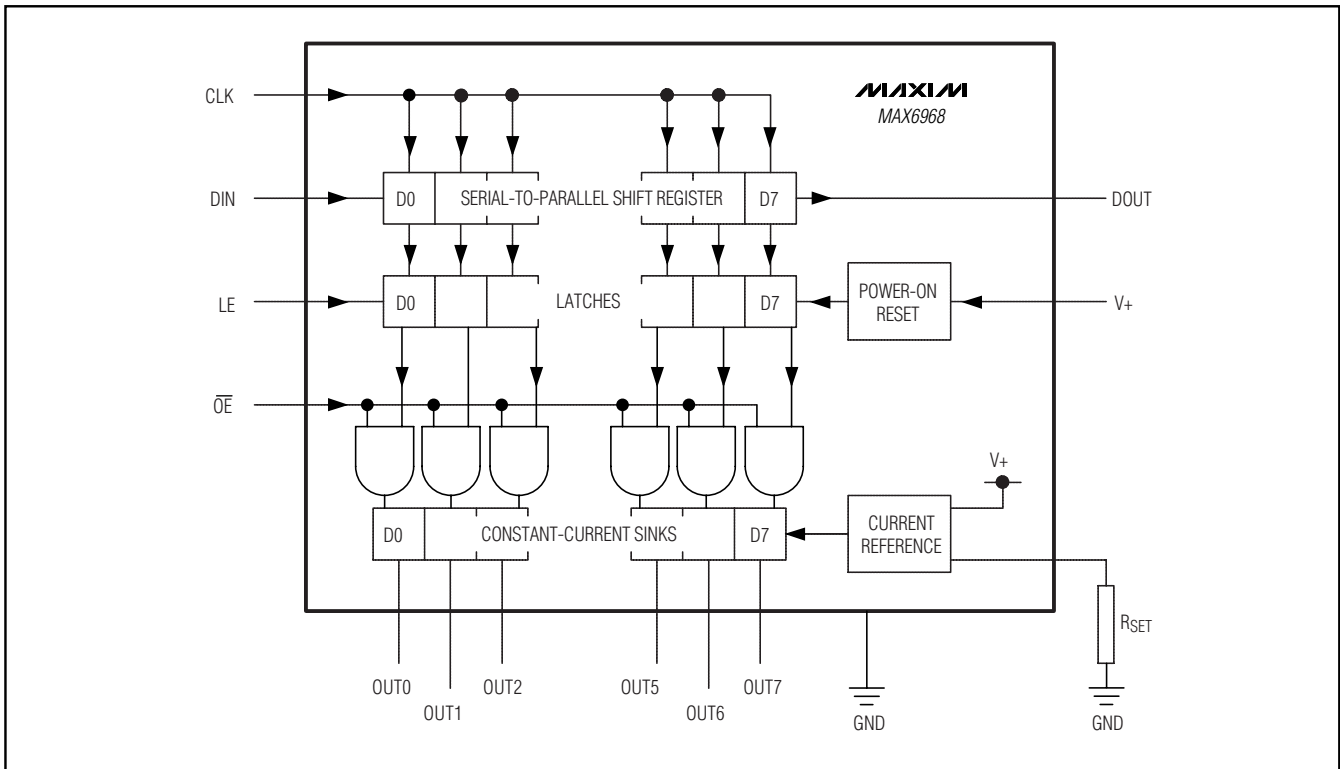 CLK
MAXIM
MAX6968
DIN
D0
SERIAL-TO-PARALLEL SHIFT REGISTER
D7
DOUT
LE
D0
LATCHES
D7
POWER-ON
RESET
V+
OE
V+
D0
CONSTANT-CURRENT SINKS
D7
CURRENT
REFERENCE
RSET
OUT0
OUT1
OUT2
OUT5
OUT6
OUT7
GND
GND